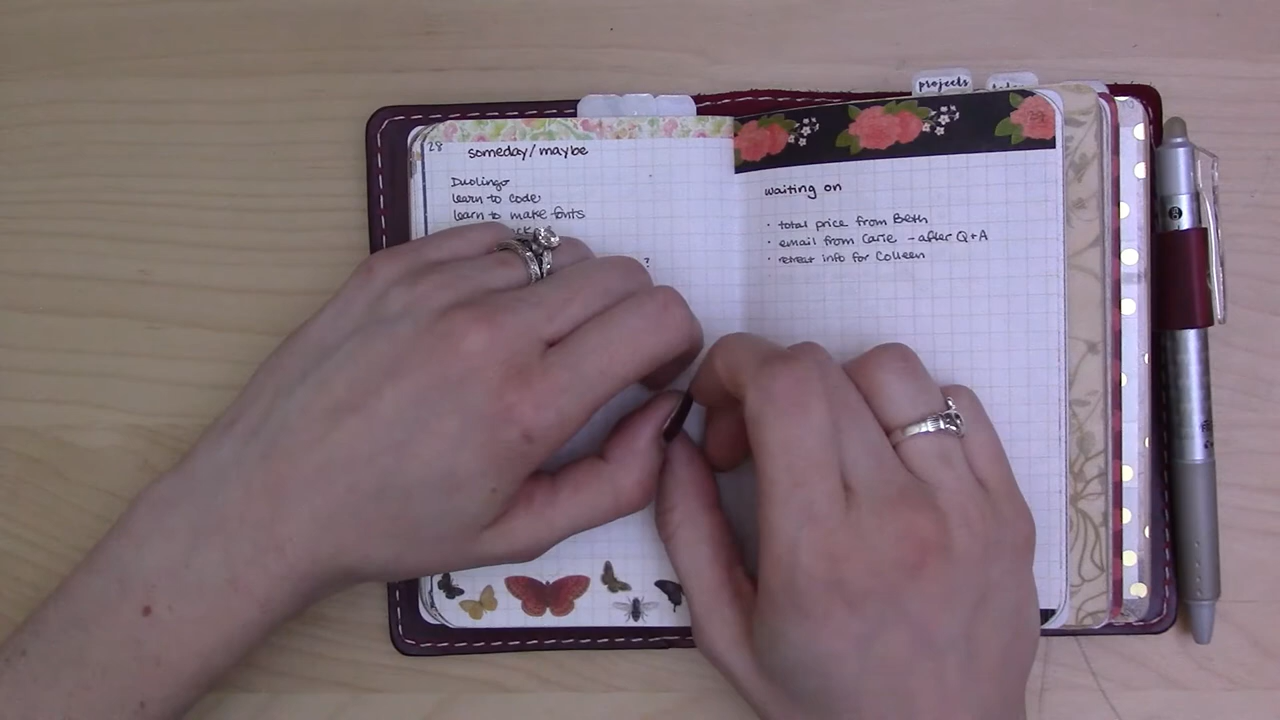 projects
28
someday/maybe
Duolingo
learn to code
learn to make fonts
?
waiting on
• total price from Beth
• email from Carie - after Q+A
• retreat info for Colleen